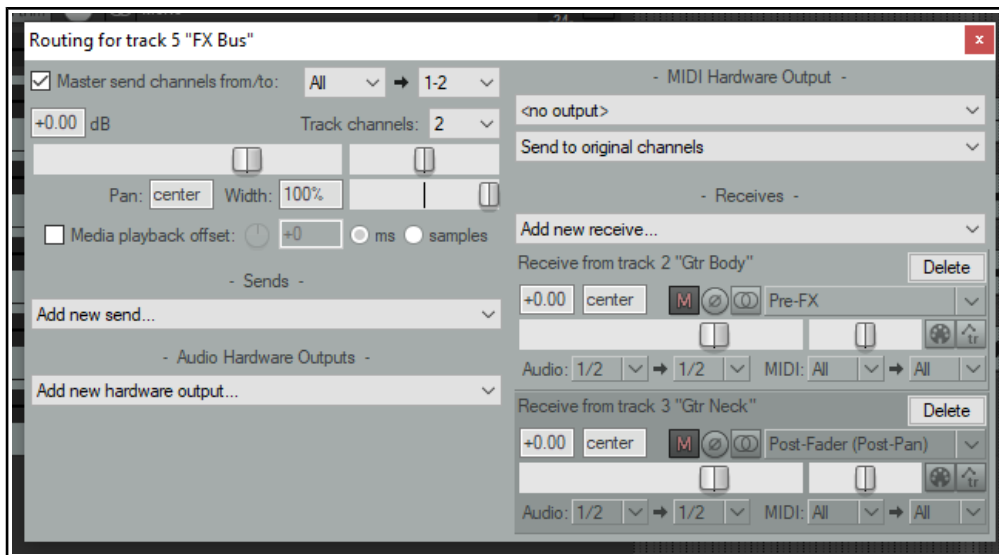 24
Routing for track 5 "FX Bus"
x
Master send channels from/to: All 1-2
+0.00 dB Track channels: 2
Pan: center Width: 100%
Media playback offset: +0 ms samples
- Sends -
Add new send...
- Audio Hardware Outputs -
Add new hardware output...
- MIDI Hardware Output -
<no output>
Send to original channels
- Receives -
Add new receive...
Receive from track 2 "Gtr Body" Delete
+0.00 center M Pre-FX
tr
Audio: 1/2 1/2 MIDI: All All
Receive from track 3 "Gtr Neck" Delete
+0.00 center M Post-Fader (Post-Pan)
tr
Audio: 1/2 1/2 MIDI: All All